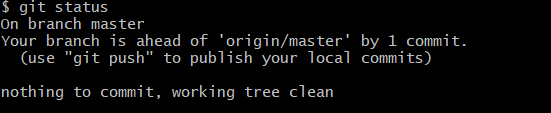 $ git status
On branch master
Your branch is ahead of 'origin/master' by 1 commit.
  (use "git push" to publish your local commits)

nothing to commit, working tree clean